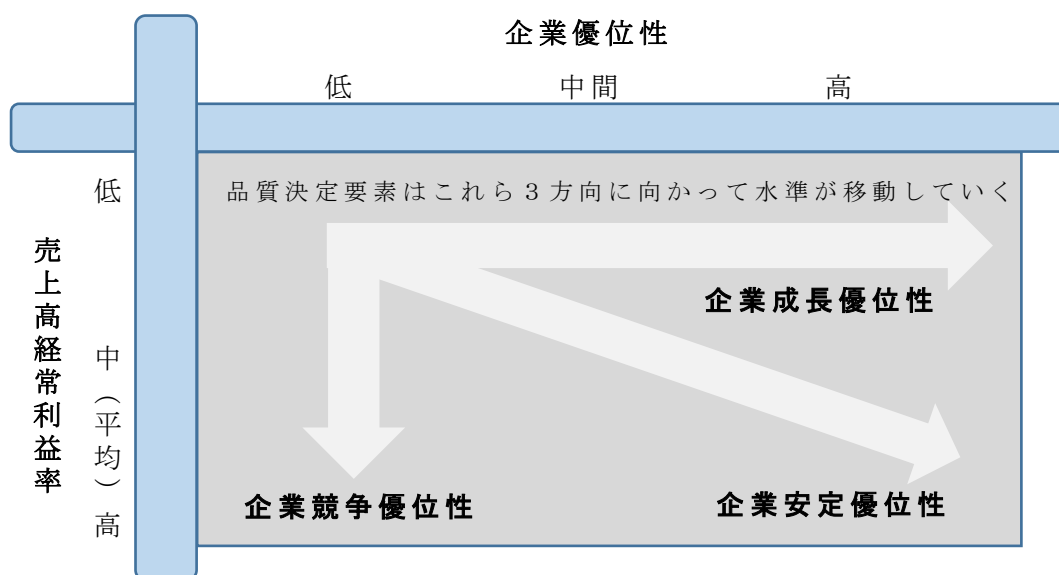 企業優位性
低 中間 高
品質決定要素はこれら３方向に向かって水準が移動していく
売上高経常利益率
低
中（平均）
高
企業成長優位性
企業競争優位性
企業安定優位性